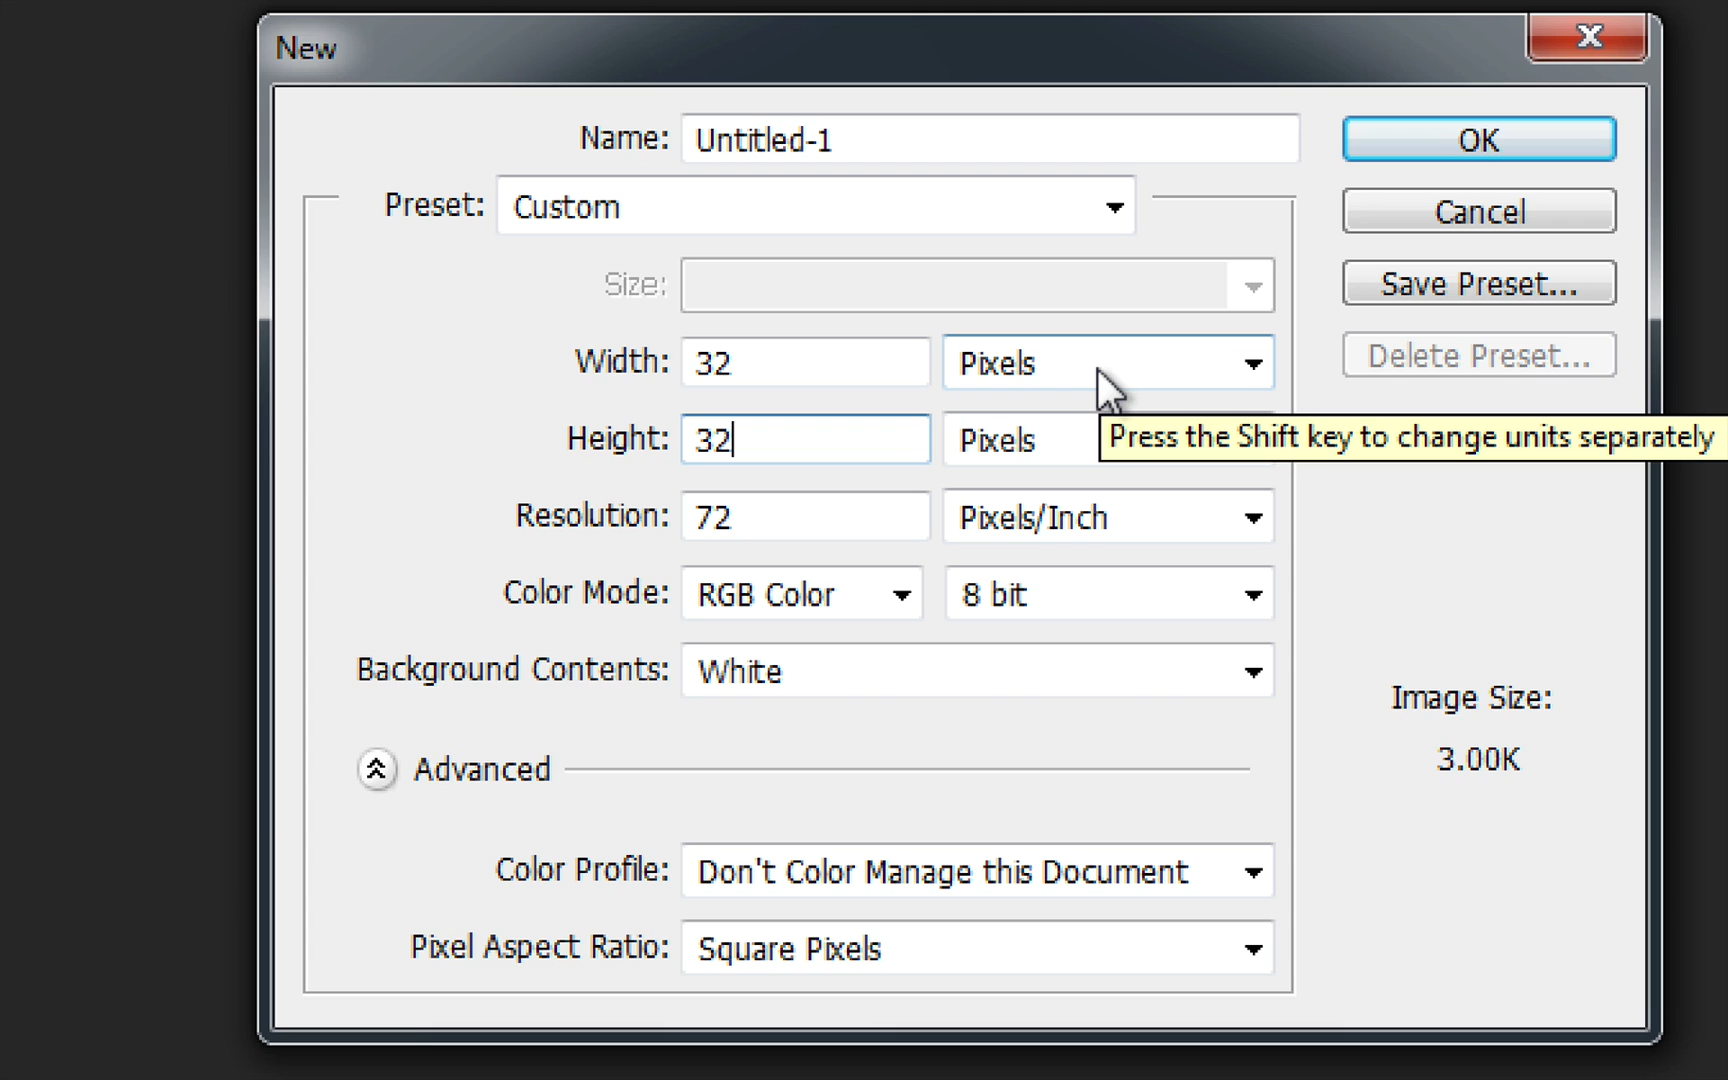 New
Name: Untitled-1
OK
Preset: Custom
Cancel
Size:
Save Preset...
Width: 32 Pixels
Delete Preset...
Height: 32 Pixels
Press the Shift key to change units separately
Resolution: 72 Pixels/Inch
Color Mode: RGB Color 8 bit
Background Contents: White
Image Size:
3.00K
Advanced
Color Profile: Don't Color Manage this Document
Pixel Aspect Ratio: Square Pixels